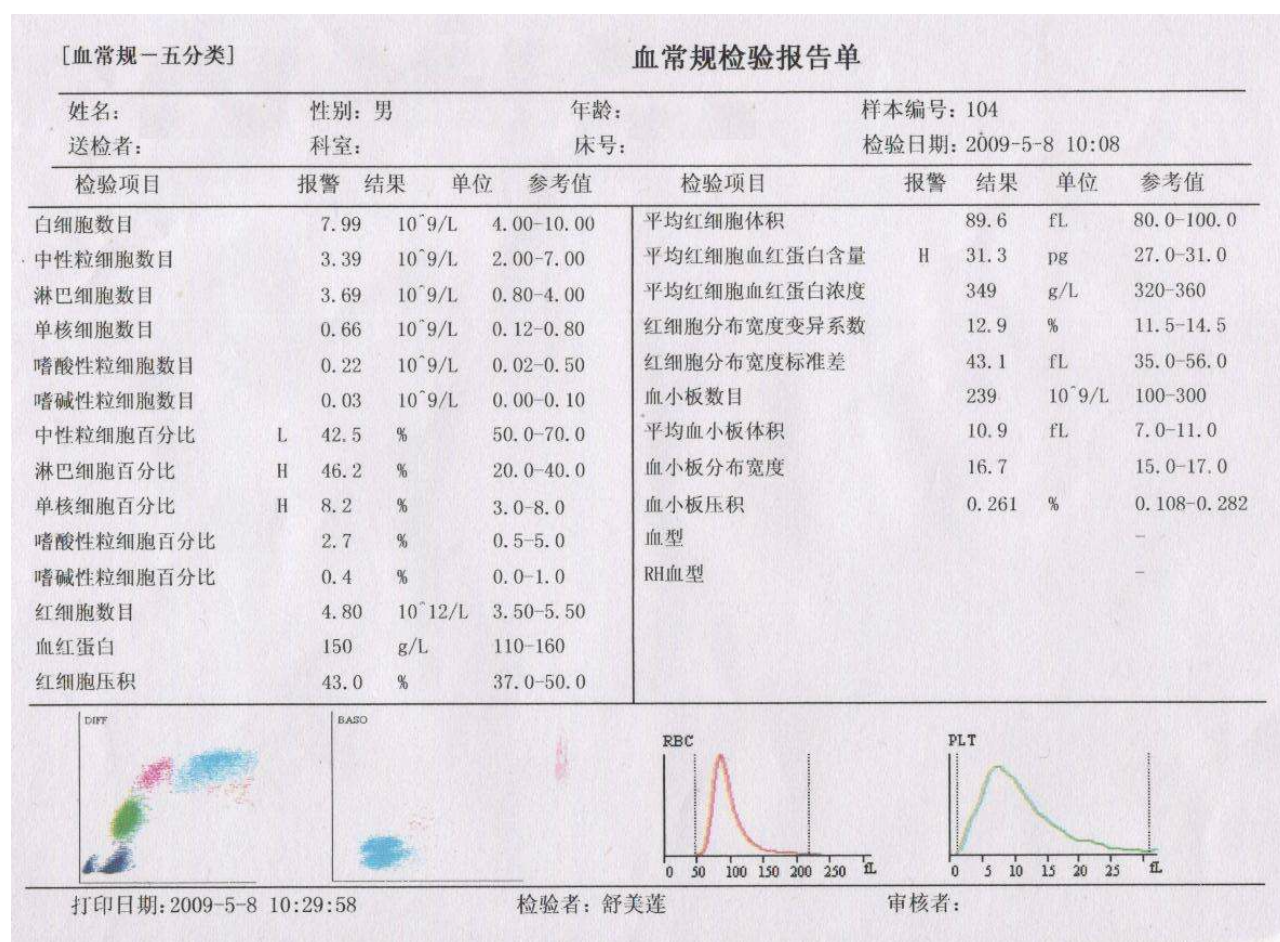 [血常规－五分类]
血常规检验报告单
姓名： 性别：男 年龄： 样本编号：104
送检者： 科室： 床号： 检验日期：2009-5-8 10:08
检验项目 报警 结果 单位 参考值 检验项目 报警 结果 单位 参考值
白细胞数目 7.99 10^9/L 4.00-10.00 平均红细胞体积 89.6 fL 80.0-100.0
中性粒细胞数目 3.39 10^9/L 2.00-7.00 平均红细胞血红蛋白含量 H 31.3 pg 27.0-31.0
淋巴细胞数目 3.69 10^9/L 0.80-4.00 平均红细胞血红蛋白浓度 349 g/L 320-360
单核细胞数目 0.66 10^9/L 0.12-0.80 红细胞分布宽度变异系数 12.9 % 11.5-14.5
嗜酸性粒细胞数目 0.22 10^9/L 0.02-0.50 红细胞分布宽度标准差 43.1 fL 35.0-56.0
嗜碱性粒细胞数目 0.03 10^9/L 0.00-0.10 血小板数目 239 10^9/L 100-300
中性粒细胞百分比 L 42.5 % 50.0-70.0 平均血小板体积 10.9 fL 7.0-11.0
淋巴细胞百分比 H 46.2 % 20.0-40.0 血小板分布宽度 16.7 15.0-17.0
单核细胞百分比 H 8.2 % 3.0-8.0 血小板压积 0.261 % 0.108-0.282
嗜酸性粒细胞百分比 2.7 % 0.5-5.0 血型 -
嗜碱性粒细胞百分比 0.4 % 0.0-1.0 RH血型 -
红细胞数目 4.80 10^12/L 3.50-5.50
血红蛋白 150 g/L 110-160
红细胞压积 43.0 % 37.0-50.0
DIFF BASO RBC PLT
0 50 100 150 200 250 fL 0 5 10 15 20 25 fL
打印日期：2009-5-8 10:29:58 检验者：舒美莲 审核者：